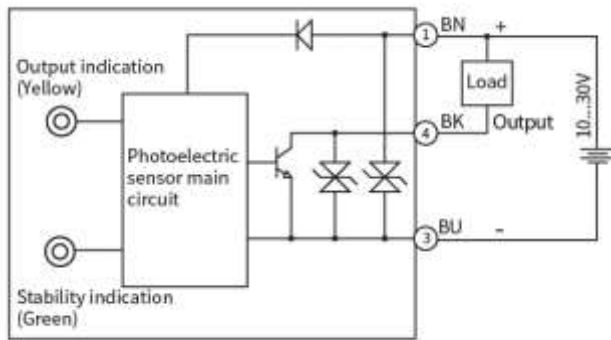 Output indication
(Yellow)
Photoelectric
sensor main
circuit
Stability indication
(Green)
1 BN +
Load
4 BK Output
10...30V
3 BU -